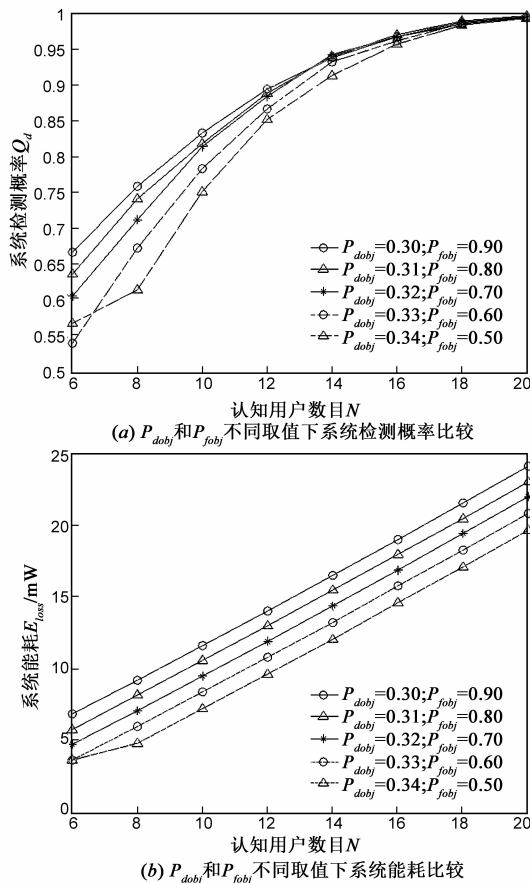 1
0.95
0.9
0.85
0.8
0.75
0.7
0.65
0.6
0.55
0.5
系统检测概率Q_d
P_dobj=0.30;P_fobj=0.90
P_dobj=0.31;P_fobj=0.80
P_dobj=0.32;P_fobj=0.70
P_dobj=0.33;P_fobj=0.60
P_dobj=0.34;P_fobj=0.50
6 8 10 12 14 16 18 20
认知用户数目N
(a) P_dobj和P_fobj不同取值下系统检测概率比较
25
20
15
10
5
0
系统能耗E_loss/mW
P_dobj=0.30;P_fobj=0.90
P_dobj=0.31;P_fobj=0.80
P_dobj=0.32;P_fobj=0.70
P_dobj=0.33;P_fobj=0.60
P_dobj=0.34;P_fobj=0.50
6 8 10 12 14 16 18 20
认知用户数目N
(b) P_dobj和P_fobj不同取值下系统能耗比较